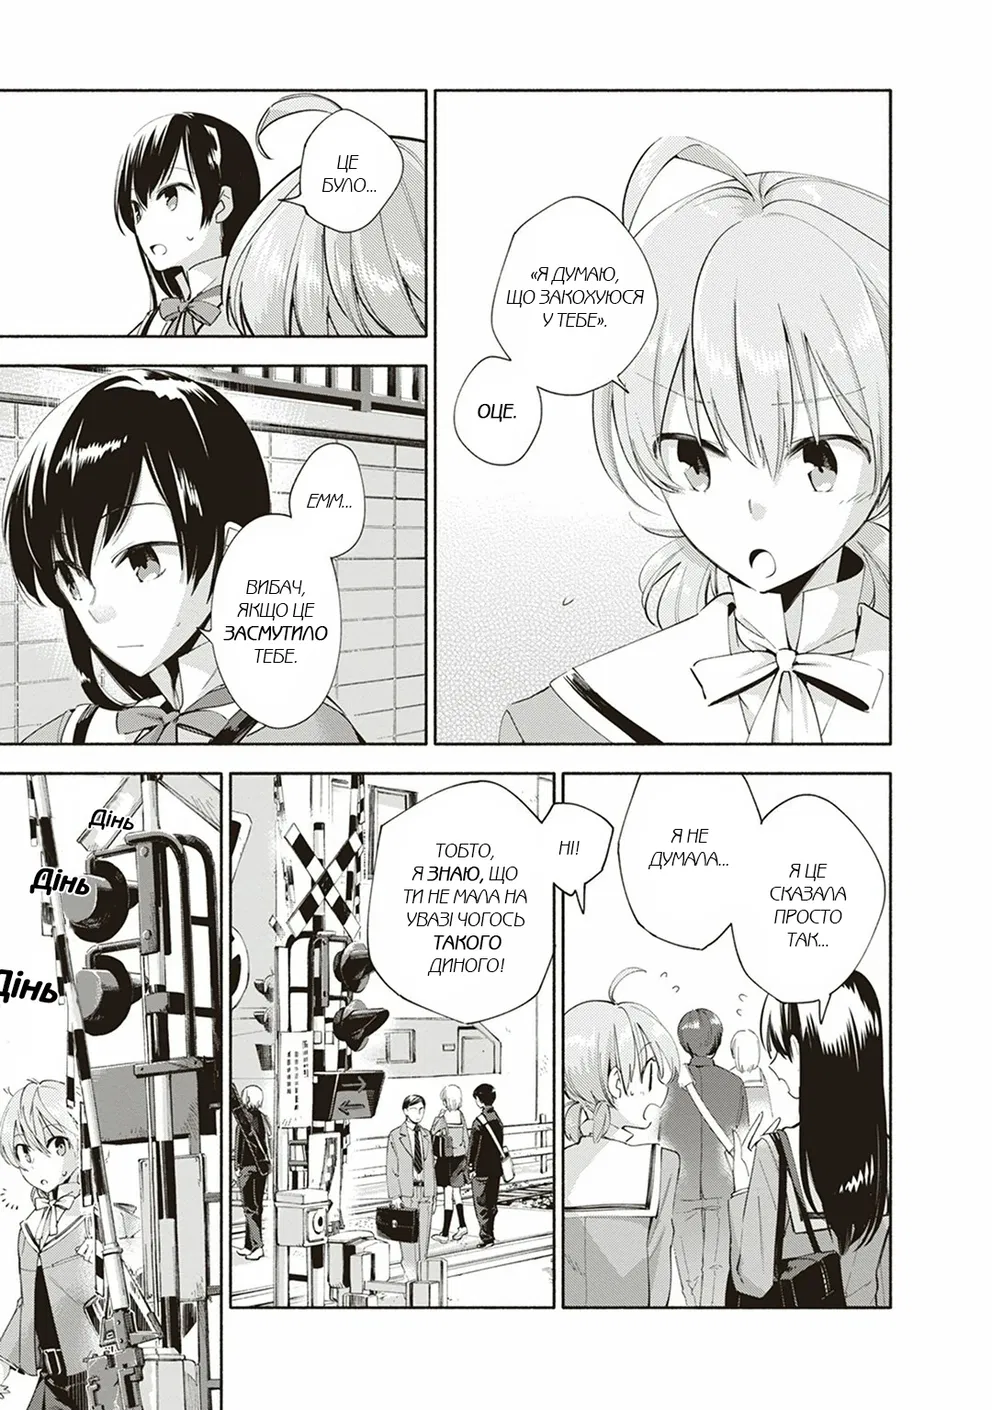 «Я ДУМАЮ,
ЩО ЗАКОХУЮСЯ
У ТЕБЕ».
ОЦЕ.
ЦЕ
БУЛО...
ЕММ...
ВИБАЧ,
ЯКЩО ЦЕ
ЗАСМУТИЛО
ТЕБЕ.
Я ЦЕ
СКАЗАЛА
ПРОСТО
ТАК...
Я НЕ
ДУМАЛА...
НІ!
ТОБТО,
Я ЗНАЮ, ЩО
ТИ НЕ МАЛА НА
УВАЗІ ЧОГОСЬ
ТАКОГО
ДИНОГО!
Дінь
Дінь
Дінь